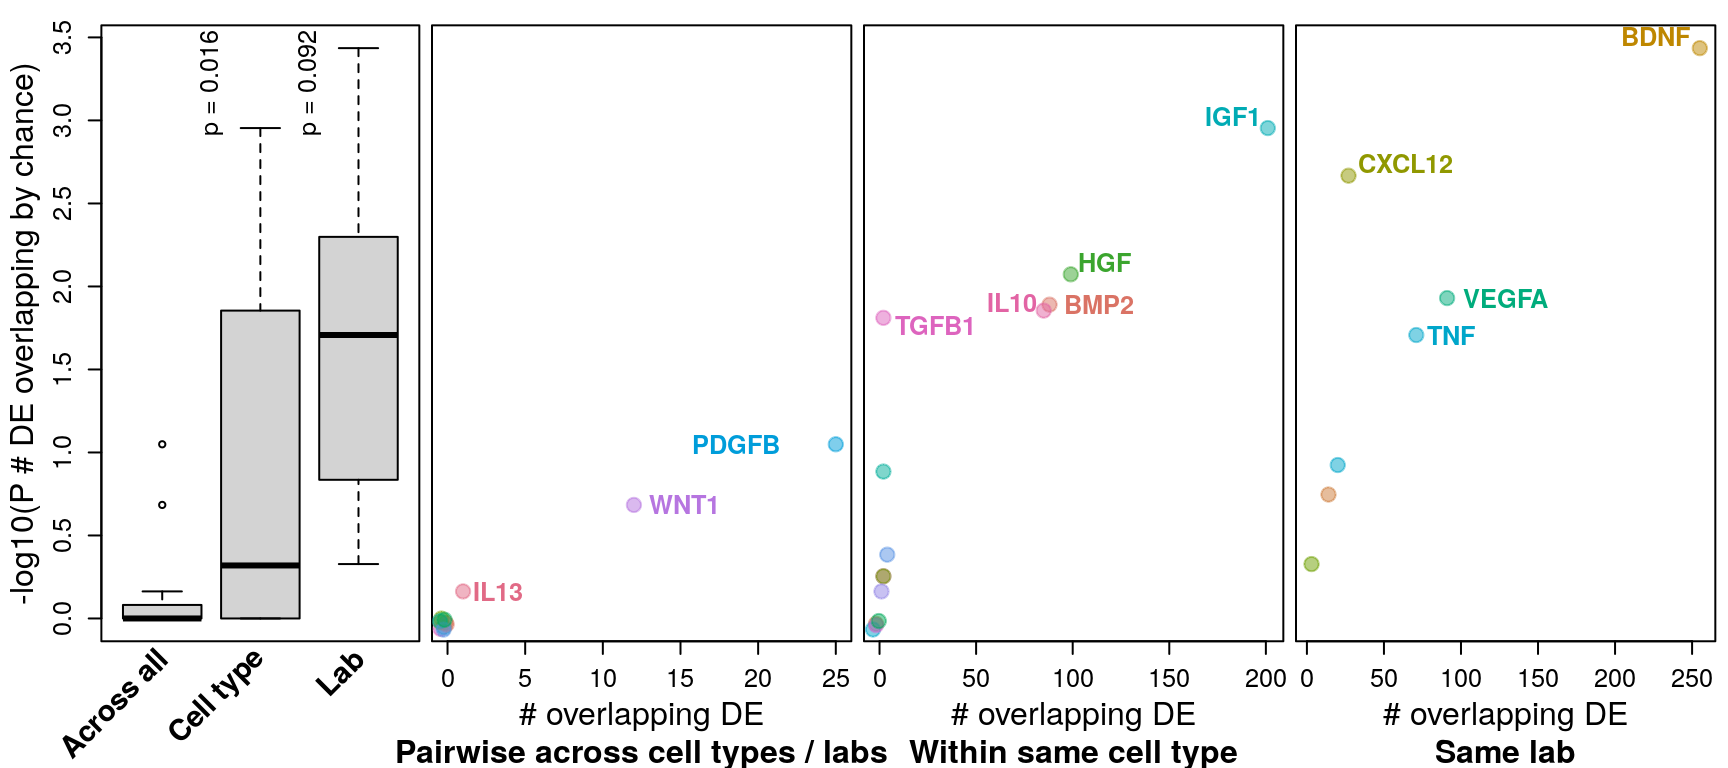 -log10(P # DE overlapping by chance)
0.0
0.5
1.0
1.5
2.0
2.5
3.0
3.5
p = 0.016
p = 0.092
Across all
Cell type
Lab
PDGFB
WNT1
IL13
0
5
10
15
20
25
# overlapping DE
Pairwise across cell types / labs
IGF1
HGF
IL10
BMP2
TGFB1
0
50
100
150
200
# overlapping DE
Within same cell type
BDNF
CXCL12
VEGFA
TNF
0
50
100
150
200
250
# overlapping DE
Same lab